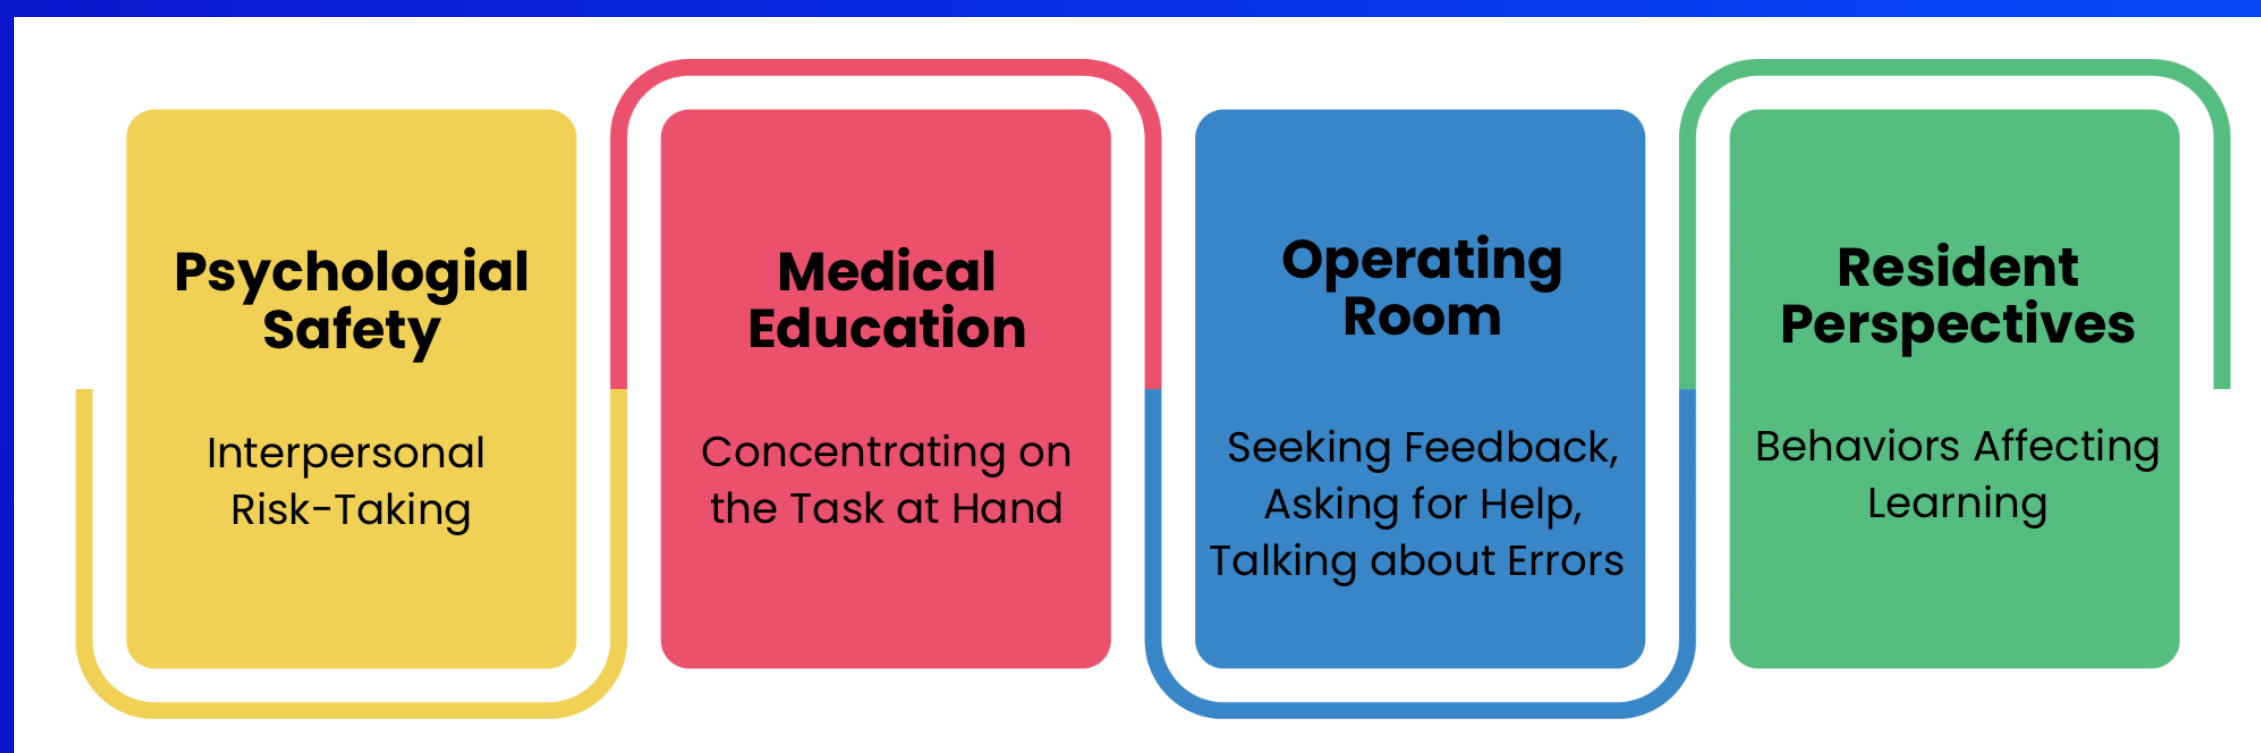 Psychologial
Safety
Interpersonal
Risk-Taking
Medical
Education
Concentrating on
the Task at Hand
Operating
Room
Seeking Feedback,
Asking for Help,
Talking about Errors
Resident
Perspectives
Behaviors Affecting
Learning